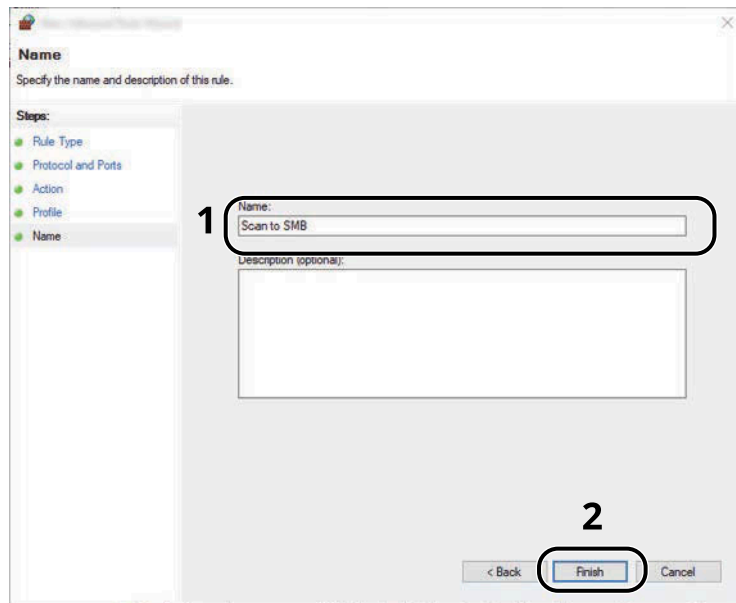 Name
Specify the name and description of this rule.
Steps:
Rule Type
Protocol and Ports
Action
Profile
Name
1
Name:
Scan to SMB
Description (optional):
2
< Back
Finish
Cancel